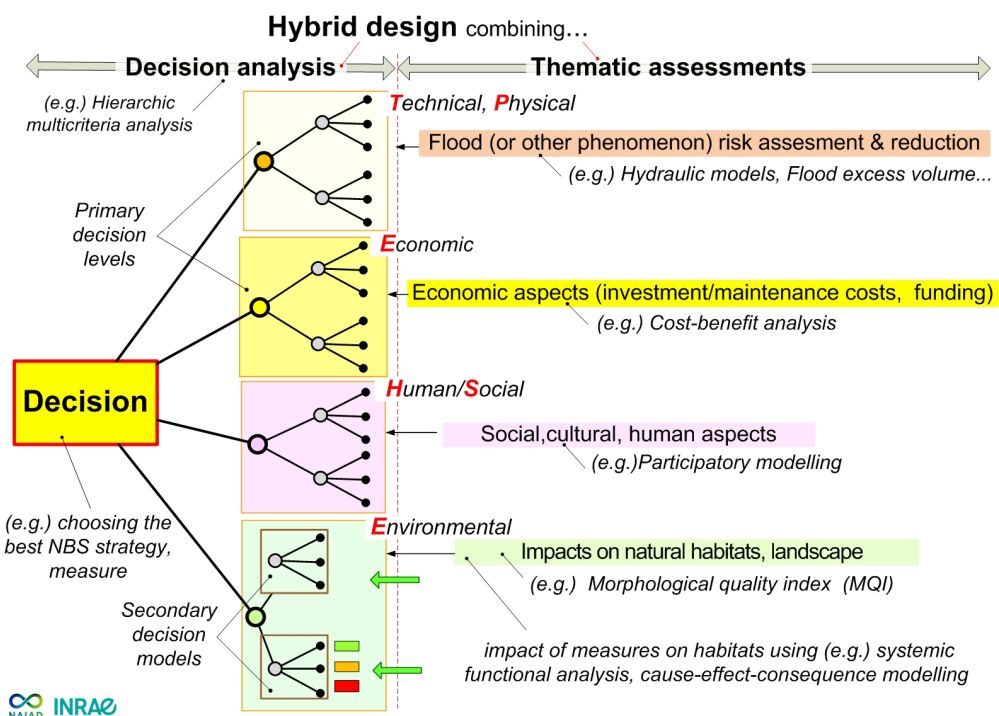 Hybrid design combining...
Decision analysis
Thematic assessments
(e.g.) Hierarchic
multicriteria analysis
Technical, Physical
Flood (or other phenomenon) risk assesment & reduction
(e.g.) Hydraulic models, Flood excess volume...
Primary
decision
levels
Economic
Economic aspects (investment/maintenance costs, funding)
(e.g.) Cost-benefit analysis
Decision
Human/Social
Social,cultural, human aspects
(e.g.)Participatory modelling
(e.g.) choosing the
best NBS strategy,
measure
Environmental
Impacts on natural habitats, landscape
(e.g.) Morphological quality index (MQI)
Secondary
decision
models
impact of measures on habitats using (e.g.) systemic
functional analysis, cause-effect-consequence modelling
NAIAD
INRAE